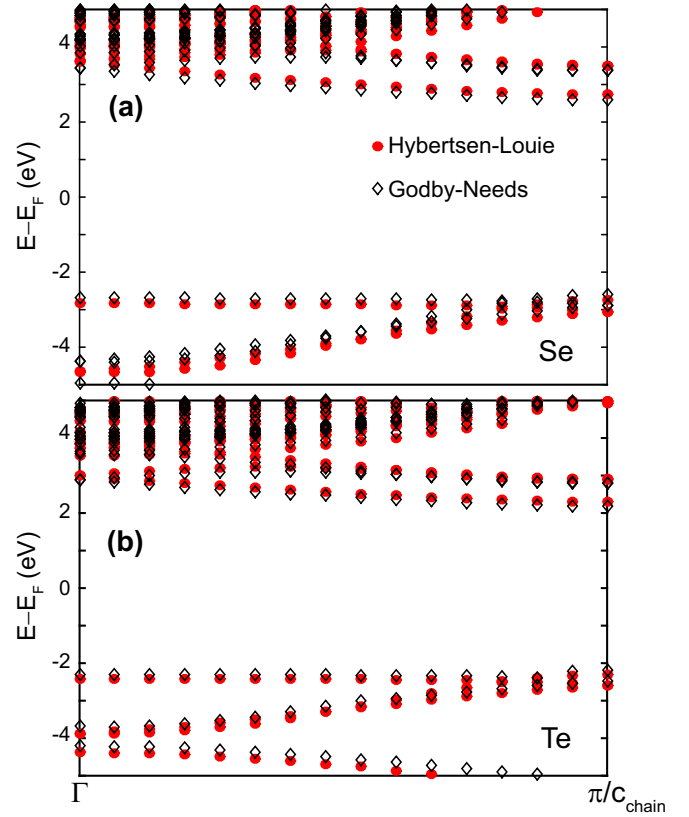 4
(a)
2
Hybertsen-Louie
Godby-Needs
0
E−E_F (eV)
-2
-4
Se
4
2
(b)
0
E−E_F (eV)
-2
-4
Te
Γ
π/c_chain